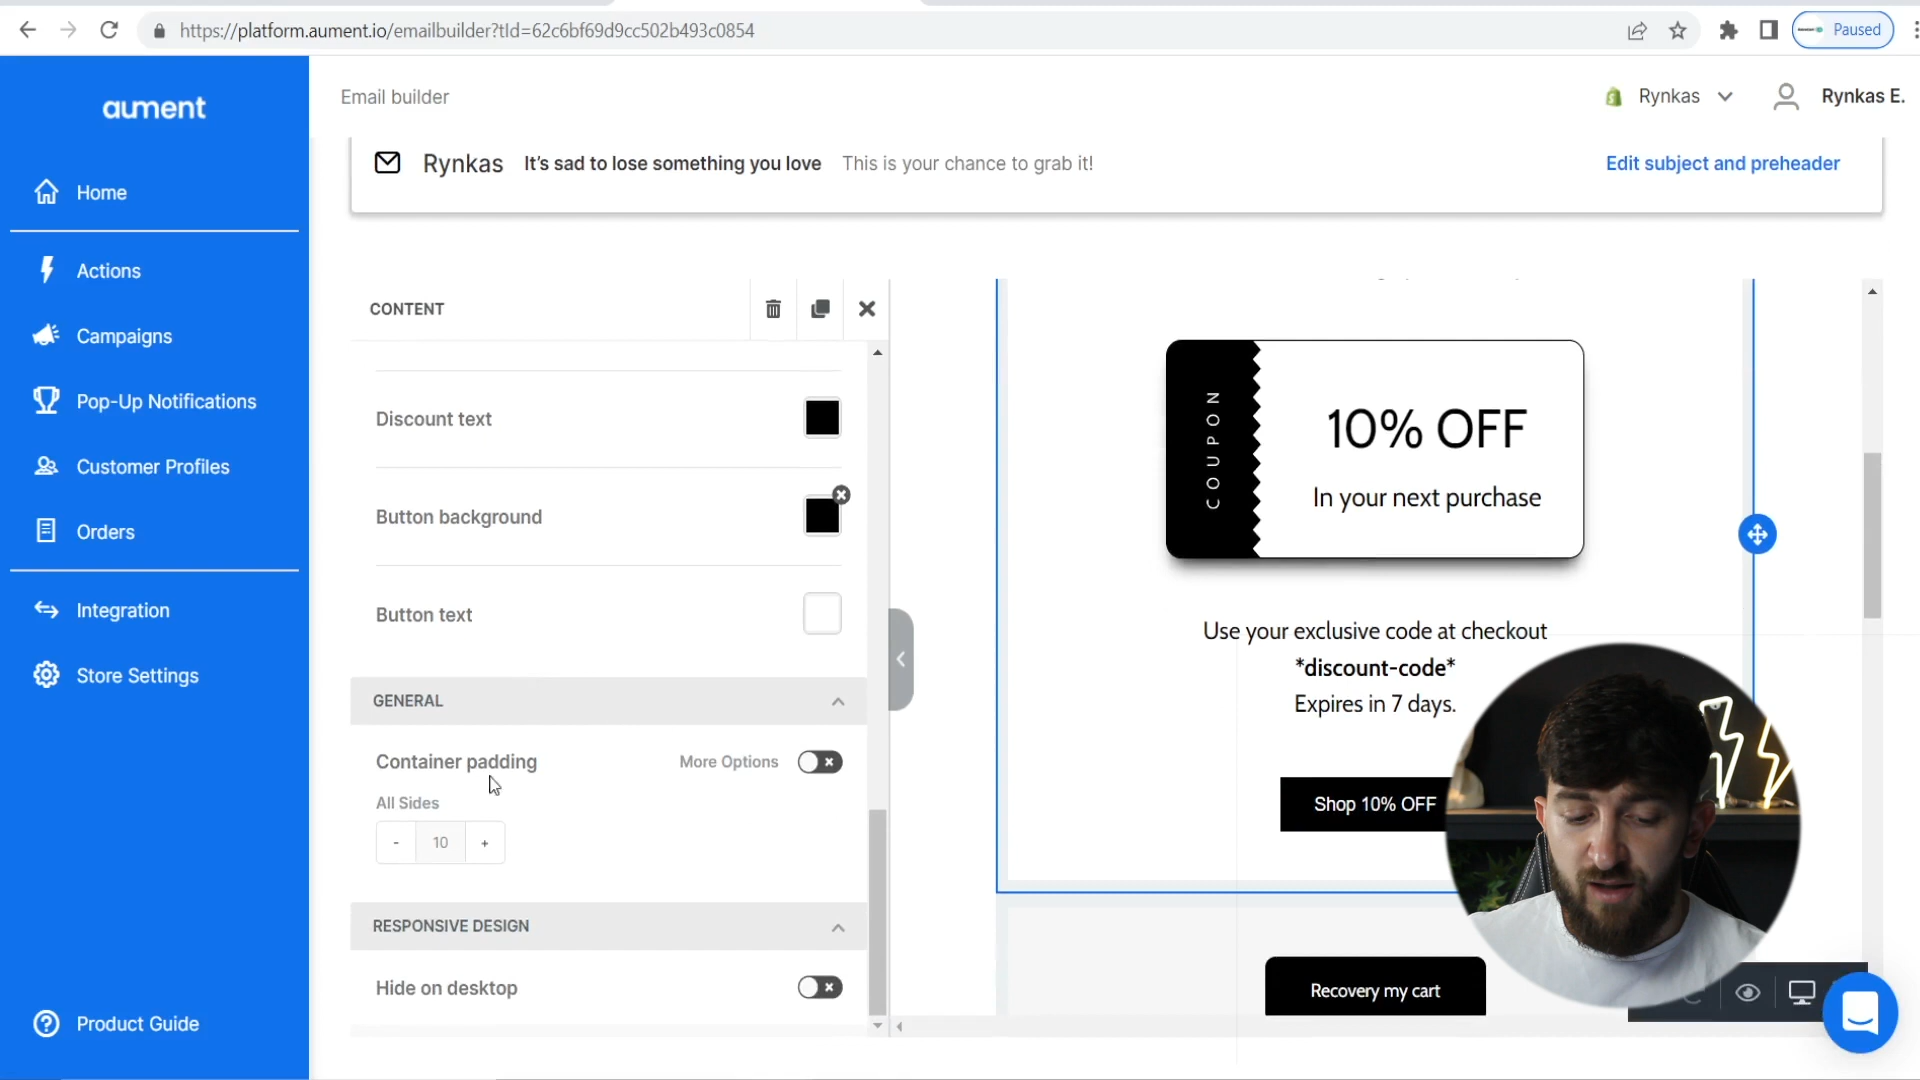 https://platform.aument.io/emailbuilder?tId=62c6bf69d9cc502b493c0854
Paused
aument
Email builder
Rynkas
Rynkas E.
Rynkas It's sad to lose something you love This is your chance to grab it!
Edit subject and preheader
Home
Actions
Campaigns
Pop-Up Notifications
Customer Profiles
Orders
Integration
Store Settings
Product Guide
CONTENT
Discount text
Button background
Button text
GENERAL
Container padding
More Options
All Sides
- 10 +
RESPONSIVE DESIGN
Hide on desktop
COUPON
10% OFF
In your next purchase
Use your exclusive code at checkout
*discount-code*
Expires in 7 days.
Shop 10% OFF
Recovery my cart